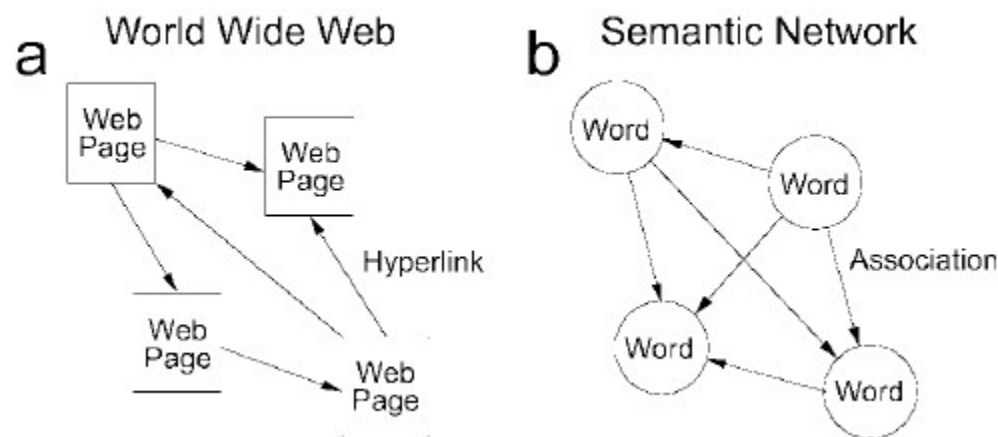 a
World Wide Web
Web
Page
Web
Page
Hyperlink
Web
Page
Web
Page
b
Semantic Network
Word
Word
Association
Word
Word